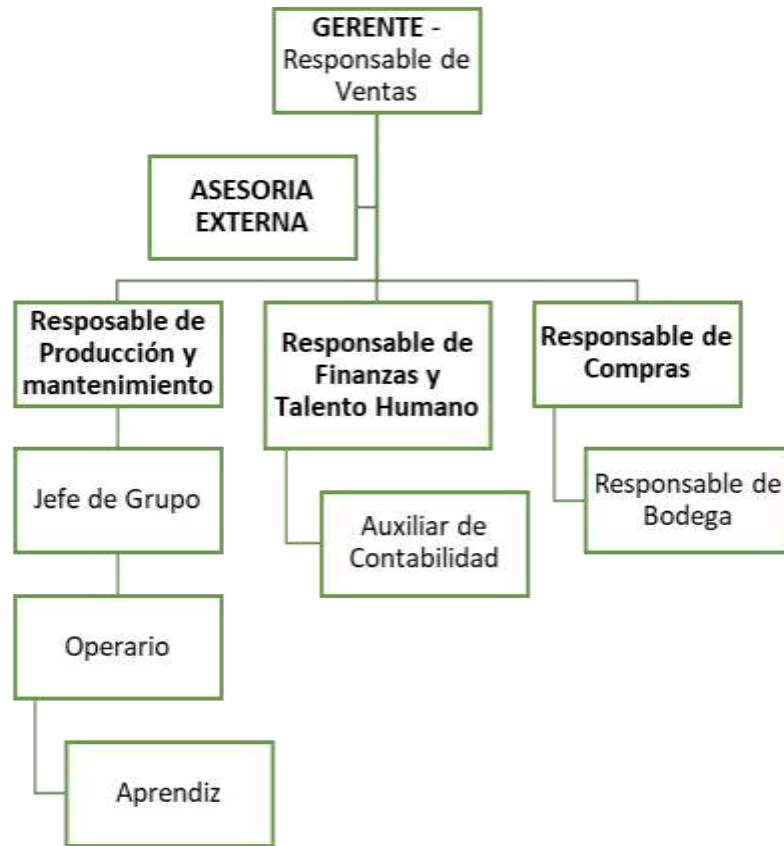 GERENTE -
Responsable de
Ventas
ASESORIA
EXTERNA
Resposable de
Producción y
mantenimiento
Responsable de
Finanzas y
Talento Humano
Responsable de
Compras
Jefe de Grupo
Auxiliar de
Contabilidad
Responsable de
Bodega
Operario
Aprendiz